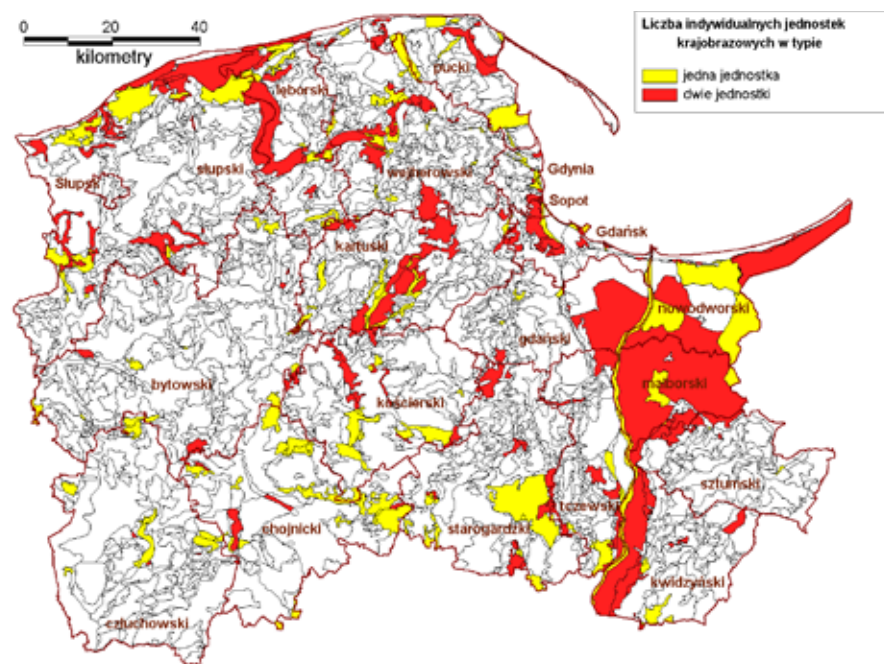 0 20 40
kilometry
Liczba indywidualnych jednostek
krajobrazowych w typie
jedna jednostka
dwie jednostki
pucki
lęborski
słupski
wejherowski
Gdynia
Słupsk
Sopot
Gdańsk
kartuski
nowodworski
gdański
malborski
bytowski
kościerski
sztumski
tczewski
chojnicki
starogardzki
kwidzyński
człuchowski